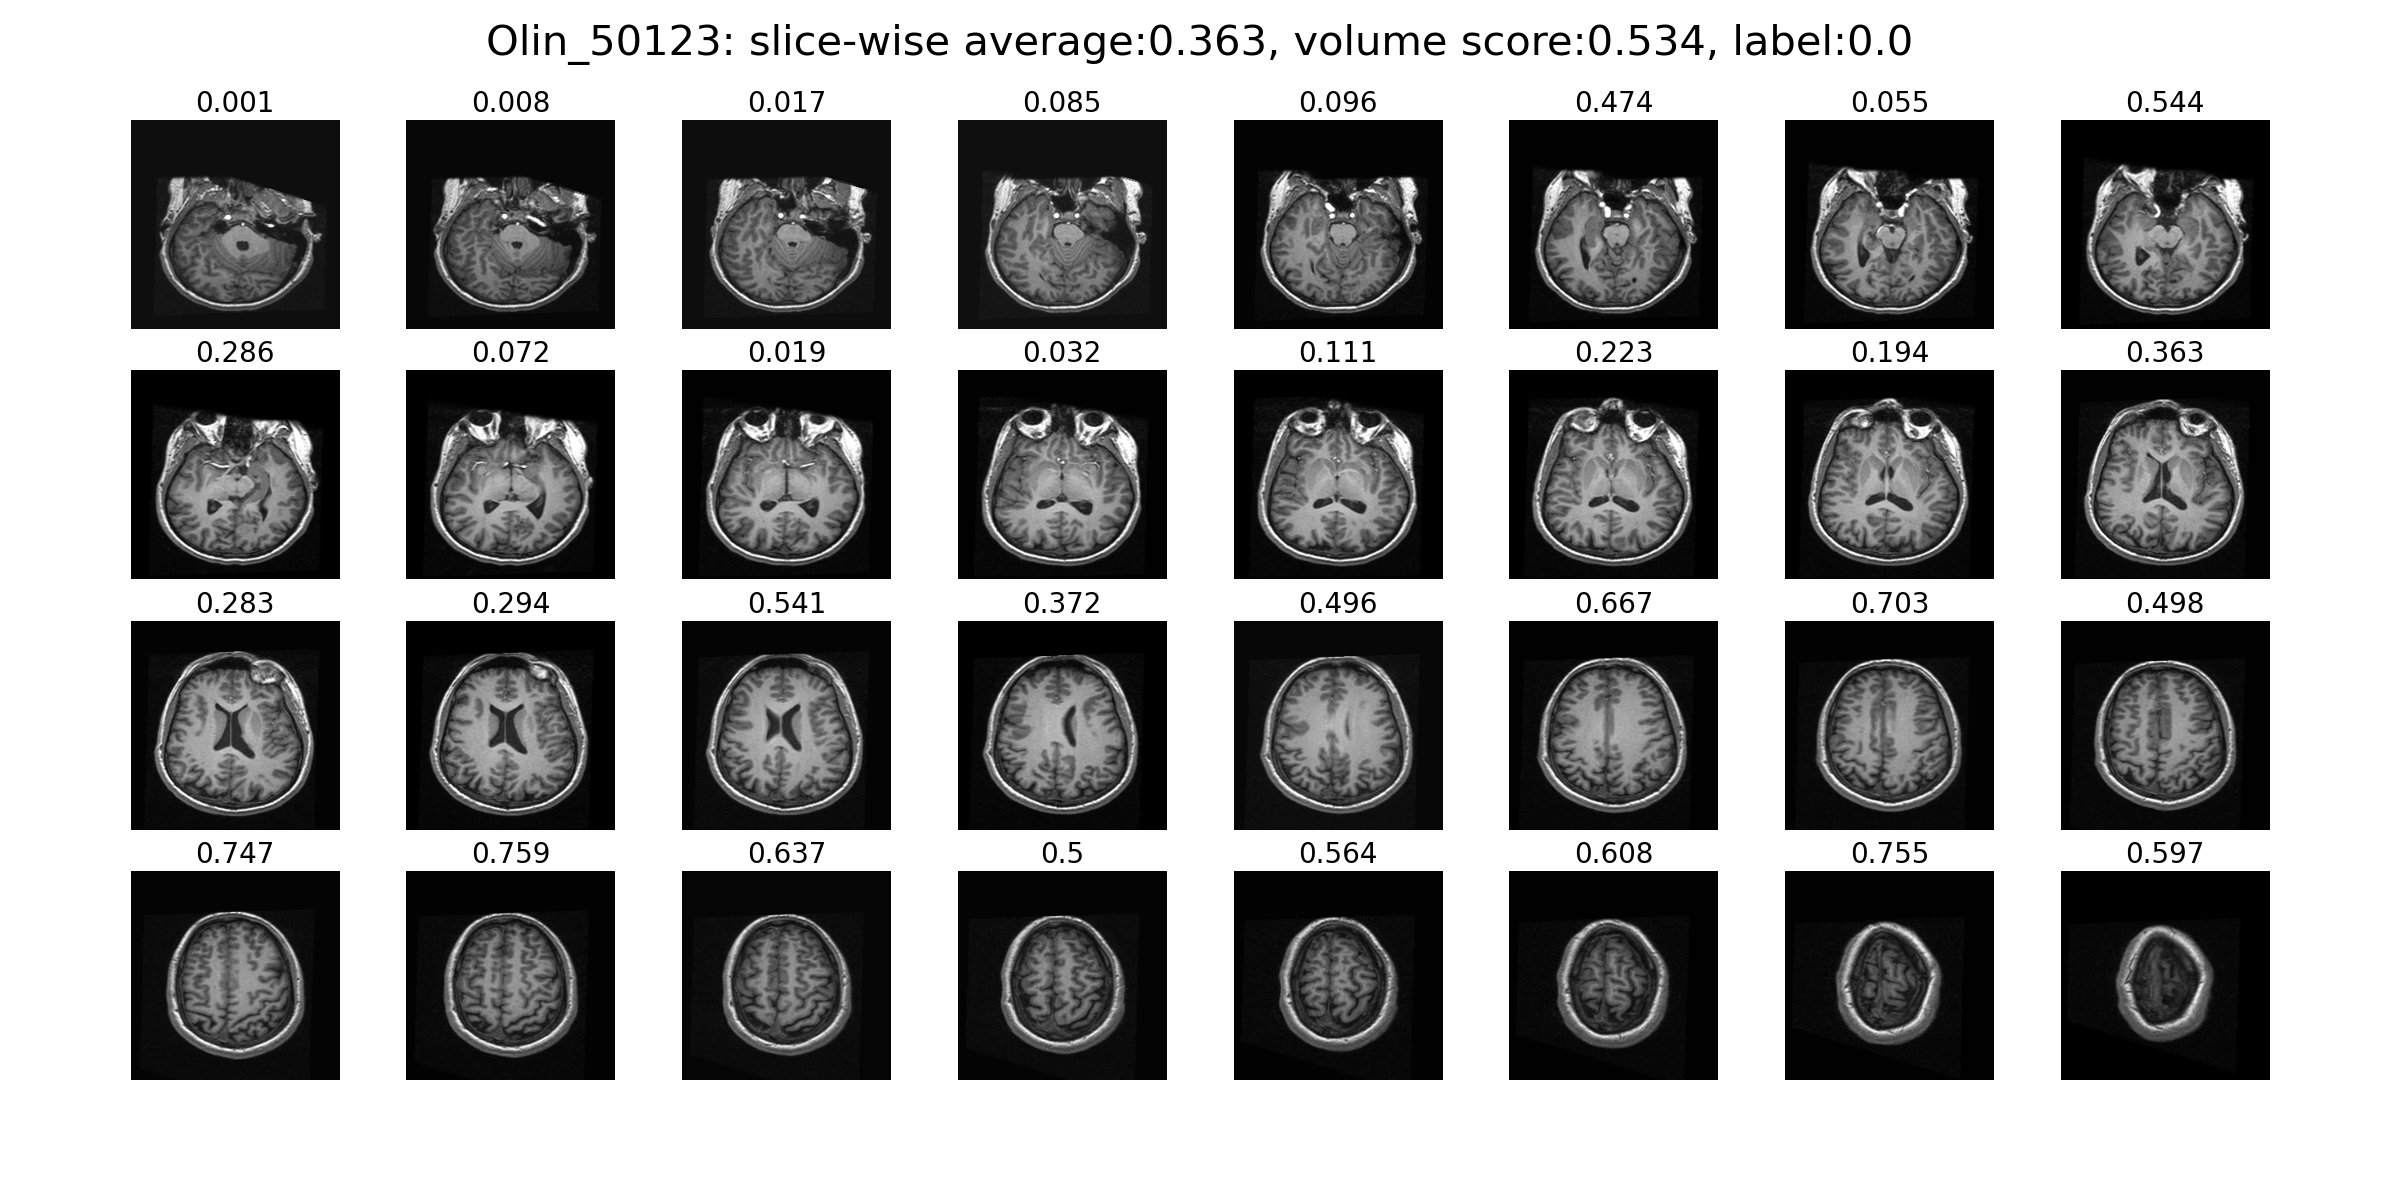 Olin_50123: slice-wise average:0.363, volume score:0.534, label:0.0
0.001 0.008 0.017 0.085 0.096 0.474 0.055 0.544
0.286 0.072 0.019 0.032 0.111 0.223 0.194 0.363
0.283 0.294 0.541 0.372 0.496 0.667 0.703 0.498
0.747 0.759 0.637 0.5 0.564 0.608 0.755 0.597